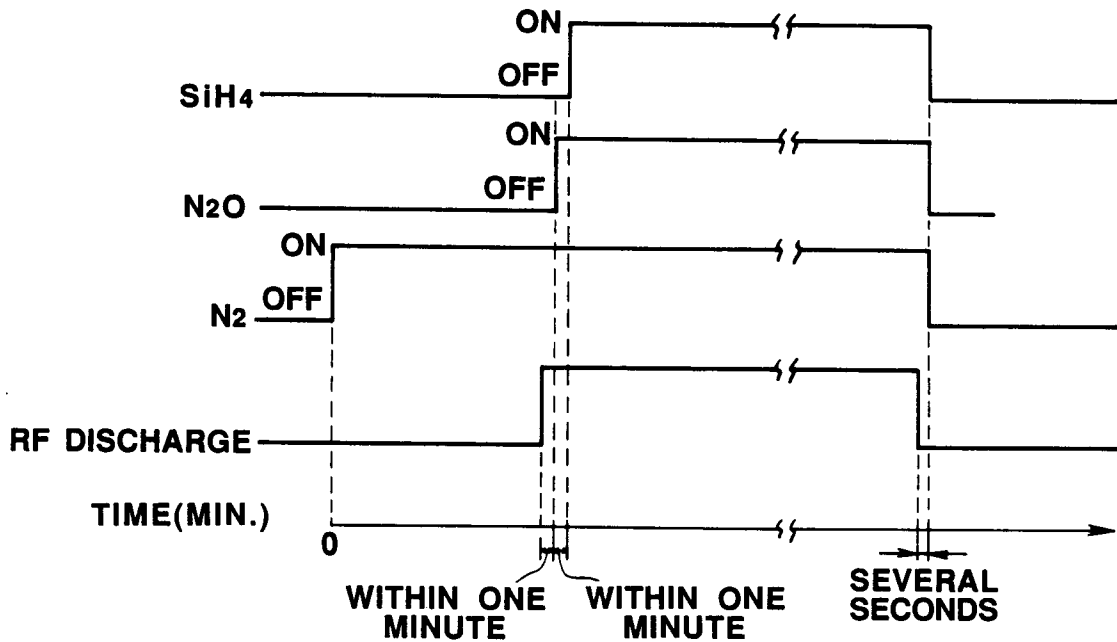 ON
OFF
SiH4
ON
OFF
N2O
ON
OFF
N2
RF DISCHARGE
TIME(MIN.)
0
WITHIN ONE MINUTE
WITHIN ONE MINUTE
SEVERAL SECONDS